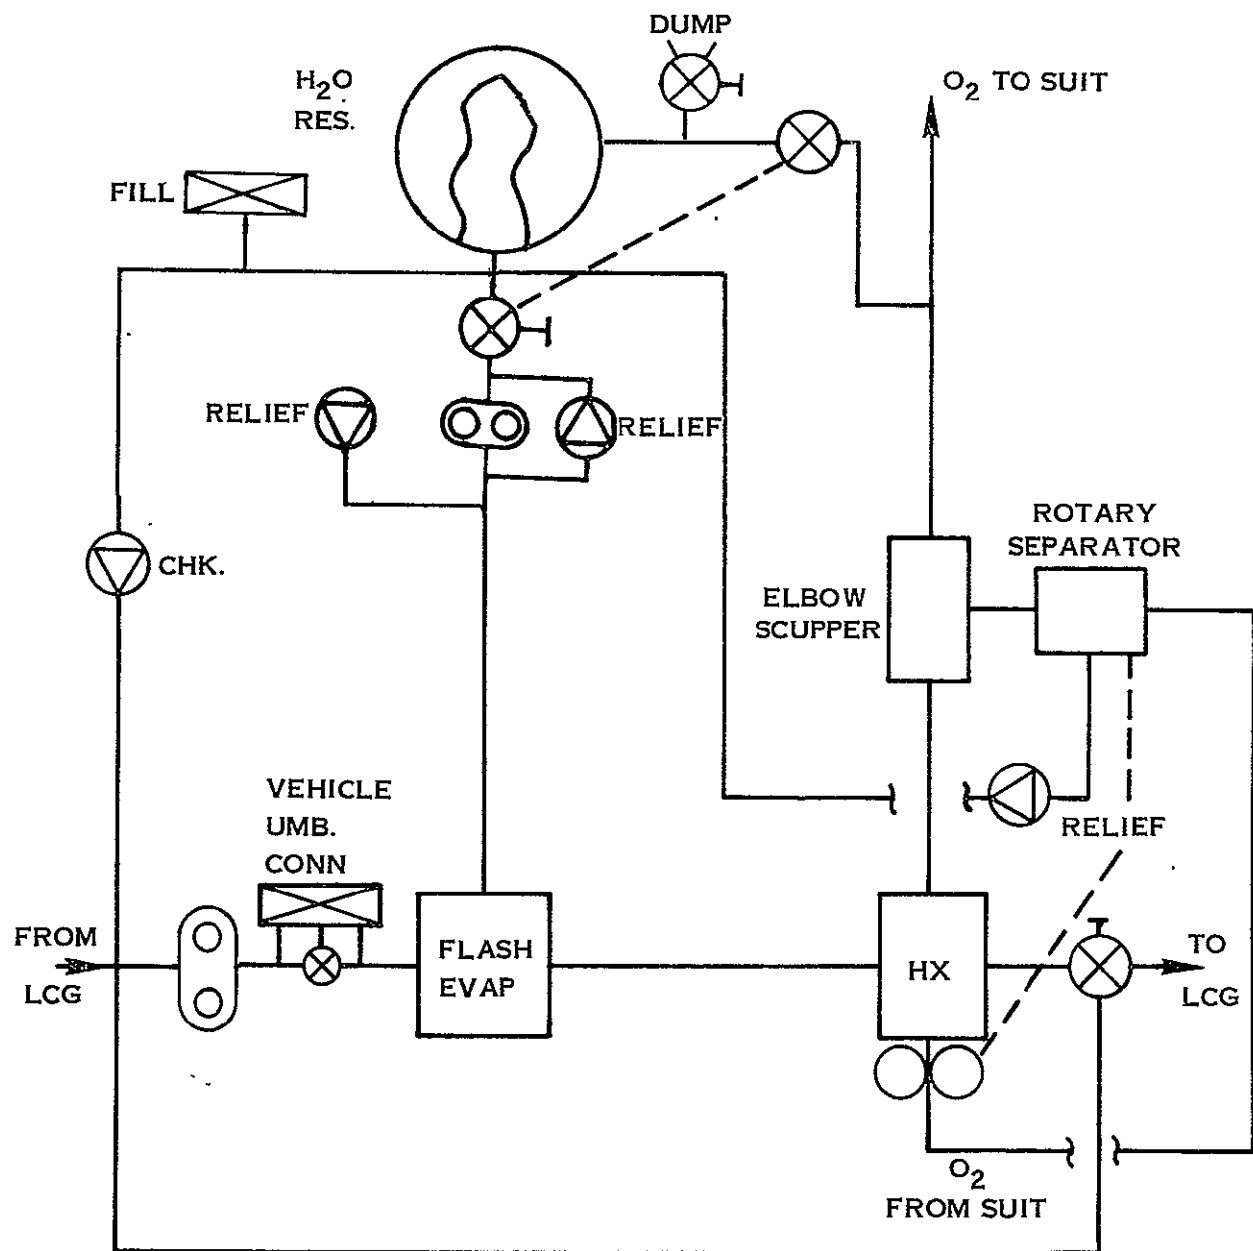 DUMP
H₂O
RES.
O₂ TO SUIT
FILL
RELIEF
RELIEF
CHK.
ROTARY
SEPARATOR
ELBOW
SCUPPER
VEHICLE
UMB.
CONN
RELIEF
FROM
LCG
FLASH
EVAP
HX
TO
LCG
O₂
FROM SUIT